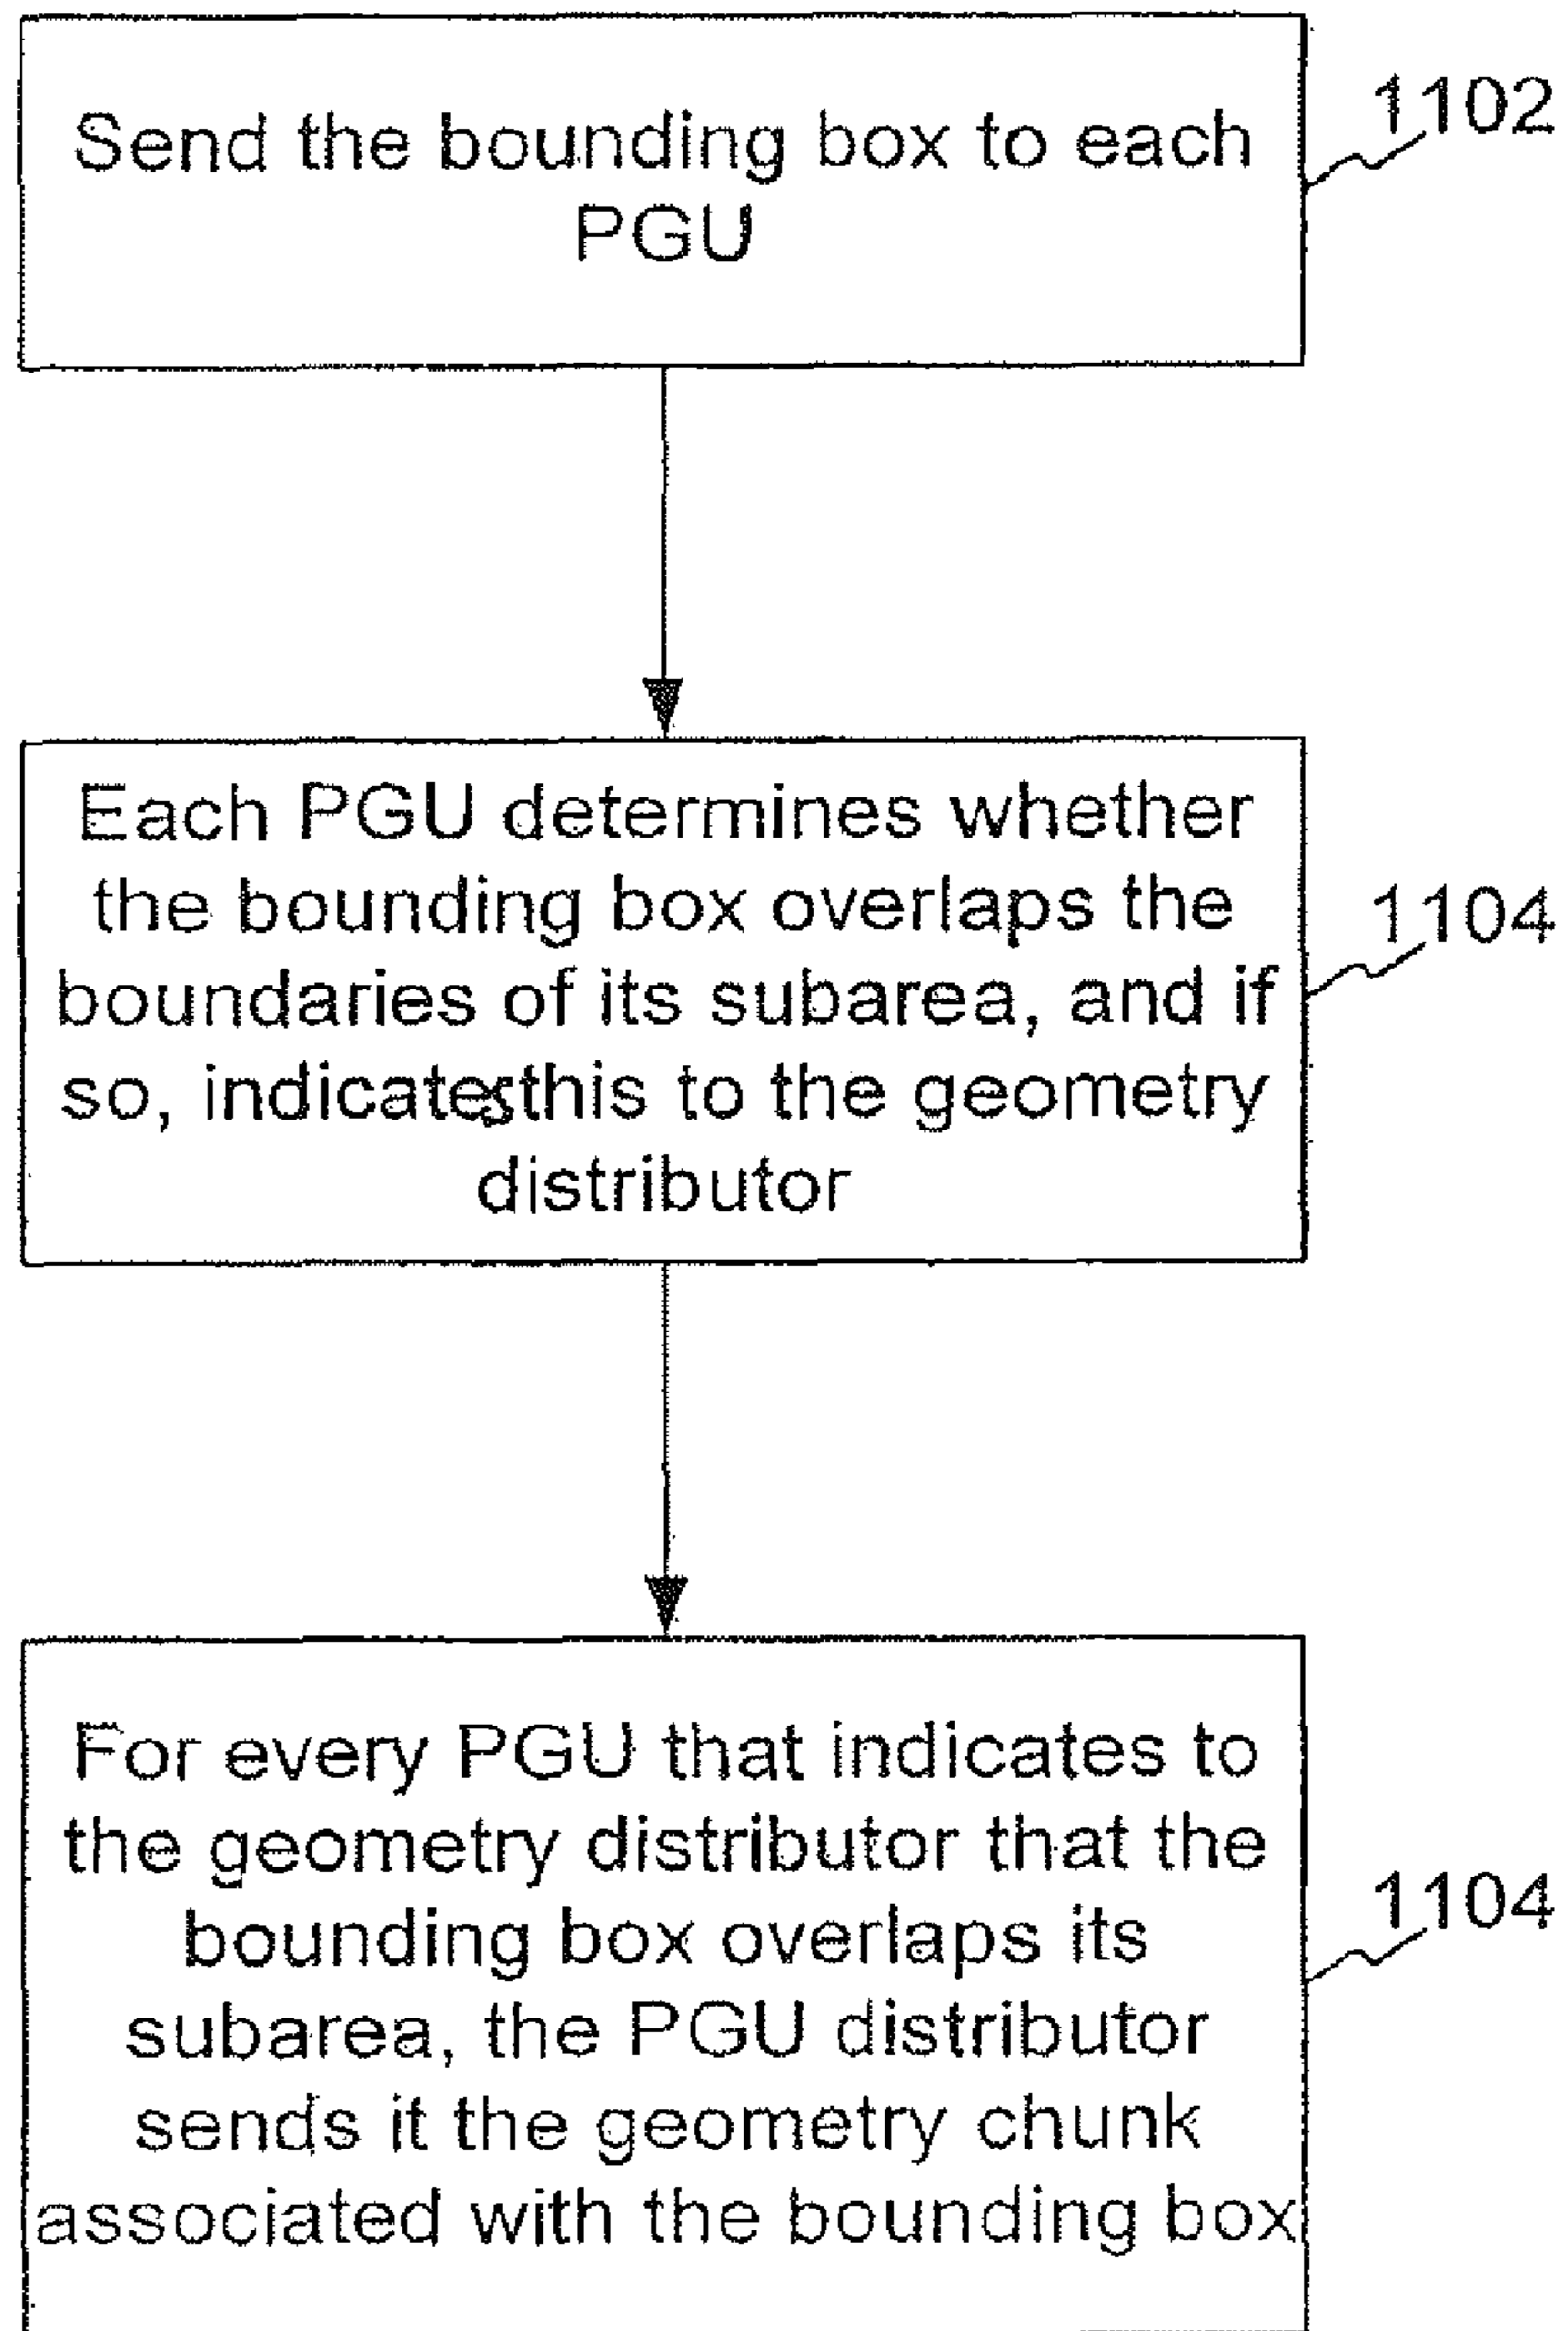 Send the bounding box to each
PGU
1102
Each PGU determines whether
the bounding box overlaps the
boundaries of its subarea, and if
so, indicates this to the geometry
distributor
1104
For every PGU that indicates to
the geometry distributor that the
bounding box overlaps its
subarea, the PGU distributor
sends it the geometry chunk
associated with the bounding box
1104